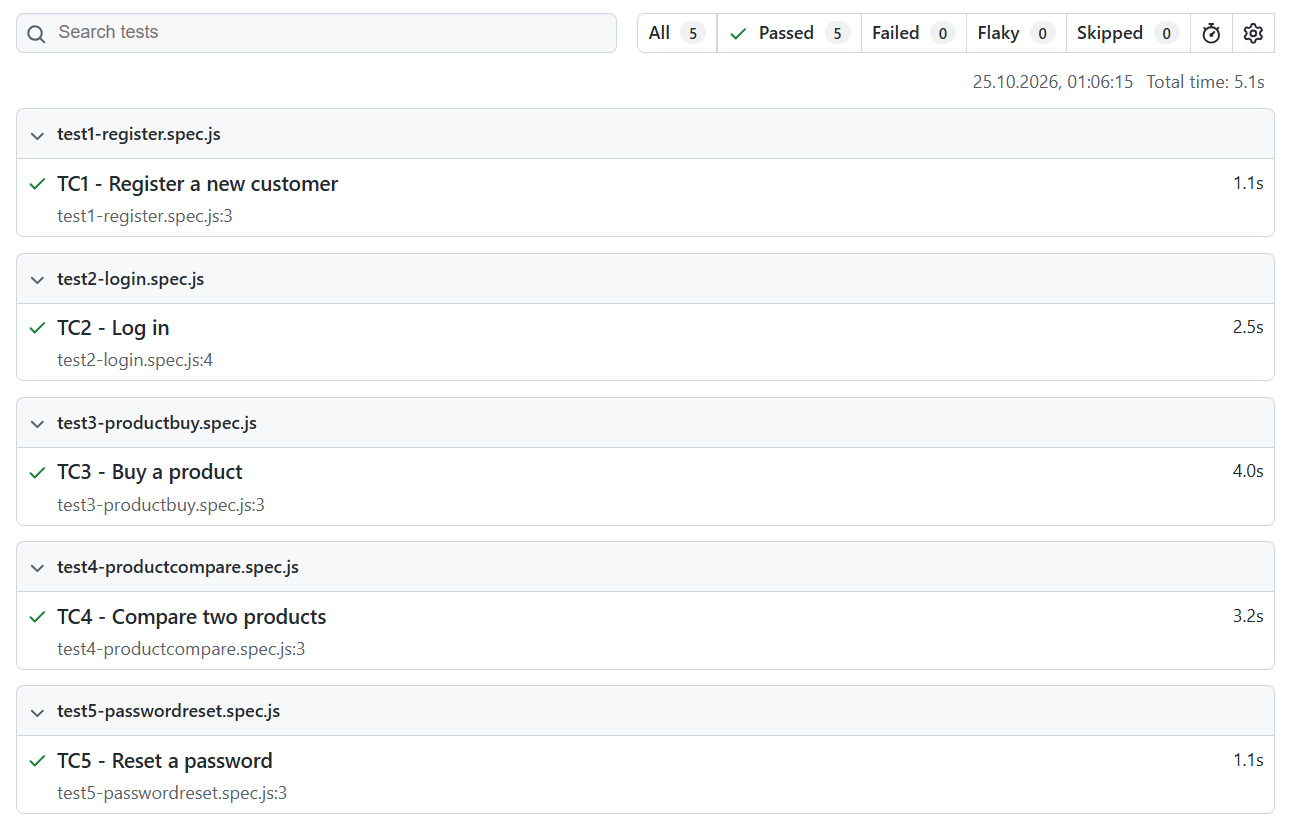 Search tests
All 5 Passed 5 Failed 0 Flaky 0 Skipped 0
25.10.2026, 01:06:15 Total time: 5.1s
test1-register.spec.js
TC1 - Register a new customer 1.1s
test1-register.spec.js:3
test2-login.spec.js
TC2 - Log in 2.5s
test2-login.spec.js:4
test3-productbuy.spec.js
TC3 - Buy a product 4.0s
test3-productbuy.spec.js:3
test4-productcompare.spec.js
TC4 - Compare two products 3.2s
test4-productcompare.spec.js:3
test5-passwordreset.spec.js
TC5 - Reset a password 1.1s
test5-passwordreset.spec.js:3